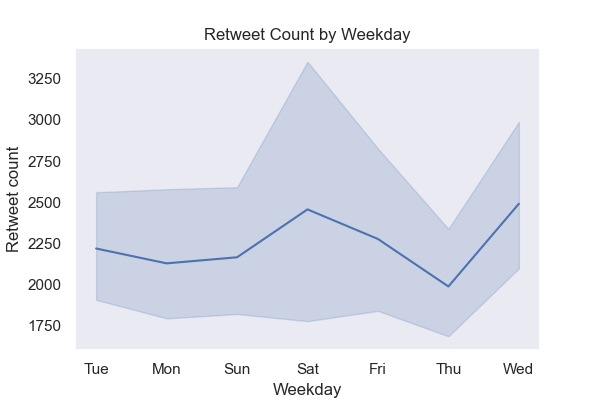 Retweet Count by Weekday
Retweet count
3250
3000
2750
2500
2250
2000
1750
Tue Mon Sun Sat Fri Thu Wed
Weekday